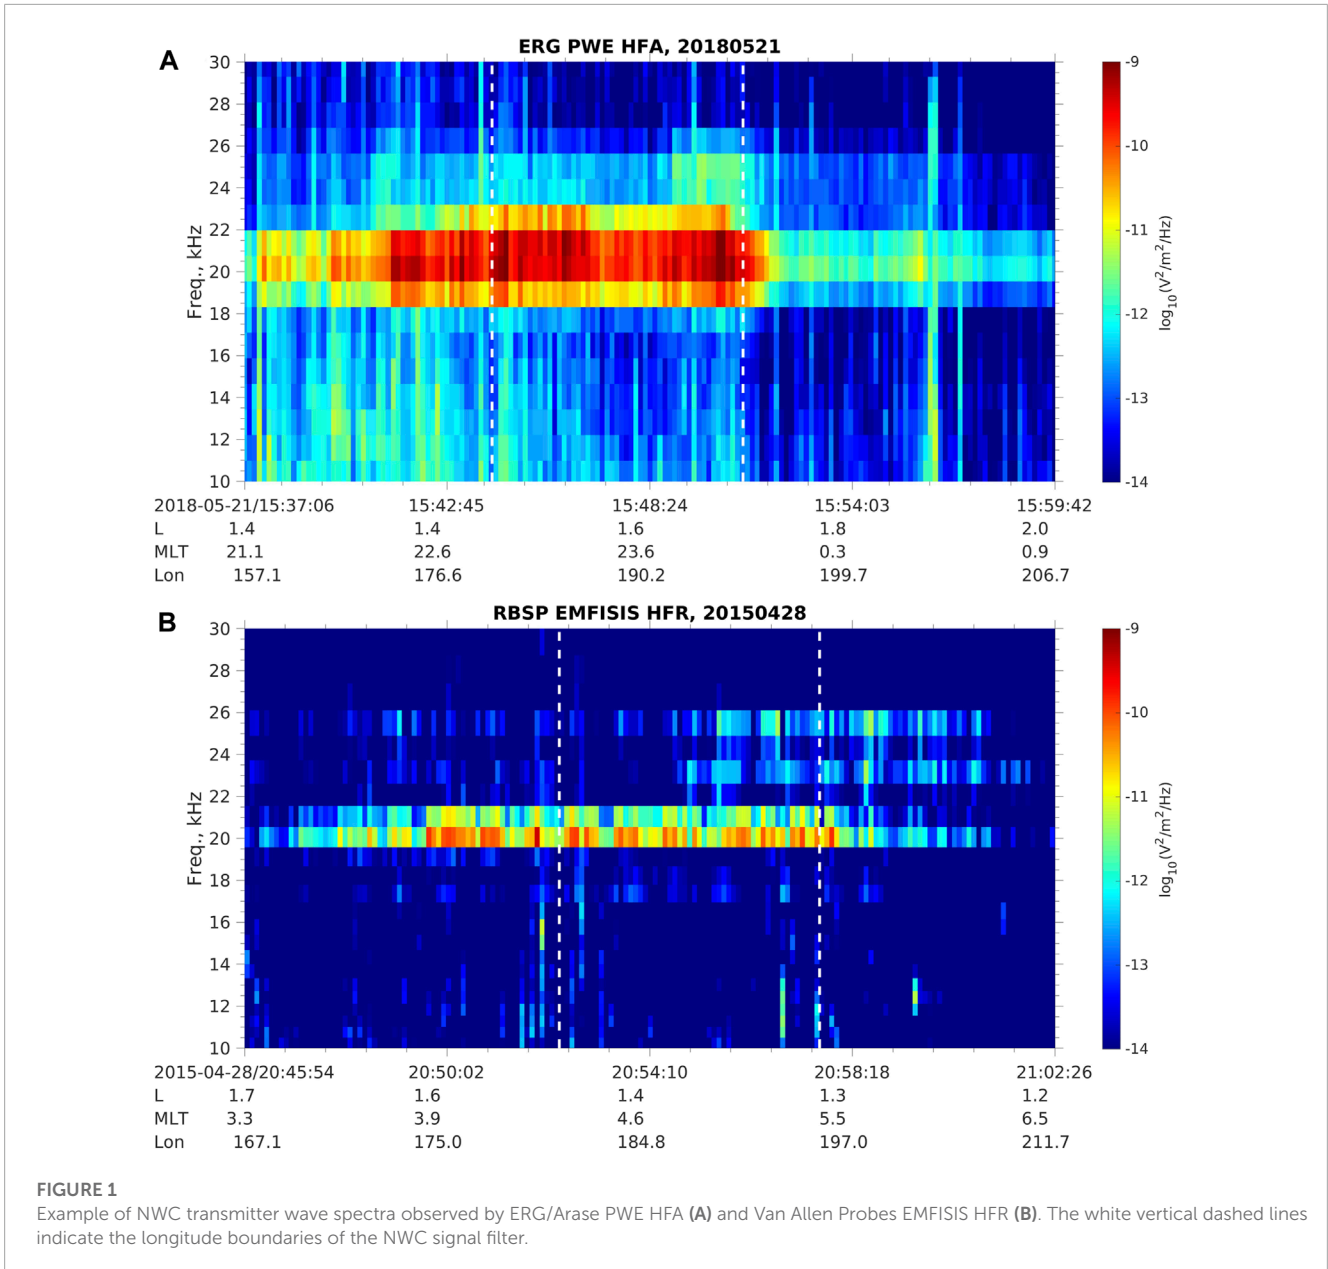 A
ERG PWE HFA, 20180521
30
28
26
24
22
20
18
16
14
12
10
Freq., kHz
-9
-10
-11
-12
-13
-14
log10(V2/m2/Hz)
2018-05-21/15:37:06 15:42:45 15:48:24 15:54:03 15:59:42
L 1.4 1.4 1.6 1.8 2.0
MLT 21.1 22.6 23.6 0.3 0.9
Lon 157.1 176.6 190.2 199.7 206.7
B
RBSP EMFISIS HFR, 20150428
30
28
26
24
22
20
18
16
14
12
10
Freq., kHz
-9
-10
-11
-12
-13
-14
log10(V2/m2/Hz)
2015-04-28/20:45:54 20:50:02 20:54:10 20:58:18 21:02:26
L 1.7 1.6 1.4 1.3 1.2
MLT 3.3 3.9 4.6 5.5 6.5
Lon 167.1 175.0 184.8 197.0 211.7
FIGURE 1
Example of NWC transmitter wave spectra observed by ERG/Arase PWE HFA (A) and Van Allen Probes EMFISIS HFR (B). The white vertical dashed lines
indicate the longitude boundaries of the NWC signal filter.